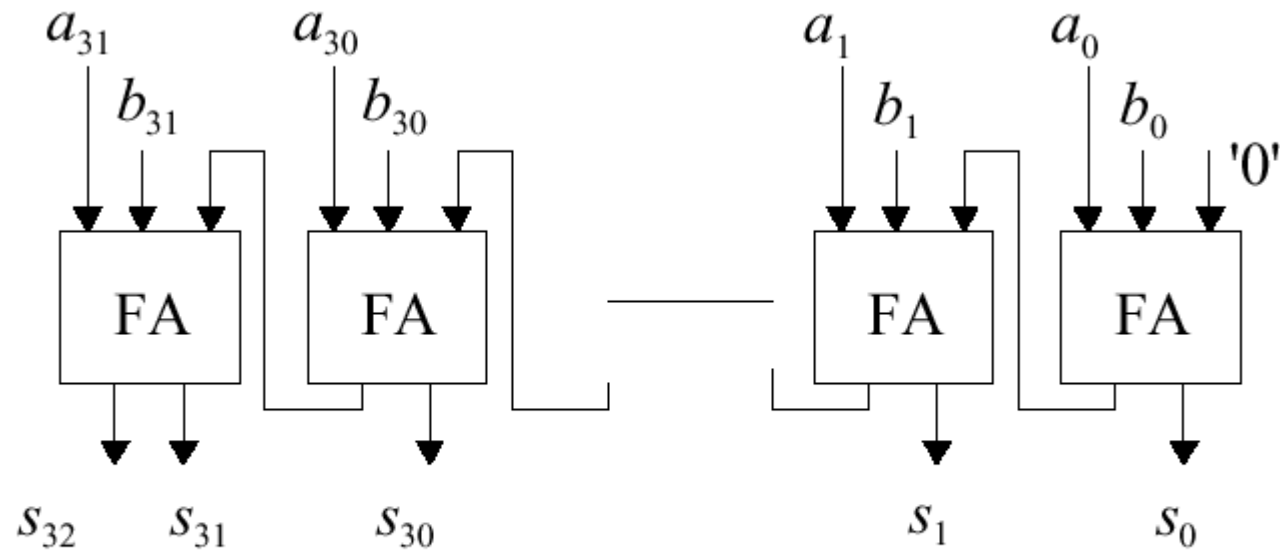 a₃₁ a₃₀ a₁ a₀
b₃₁ b₃₀ b₁ b₀ '0'
FA FA FA FA
s₃₂ s₃₁ s₃₀ s₁ s₀